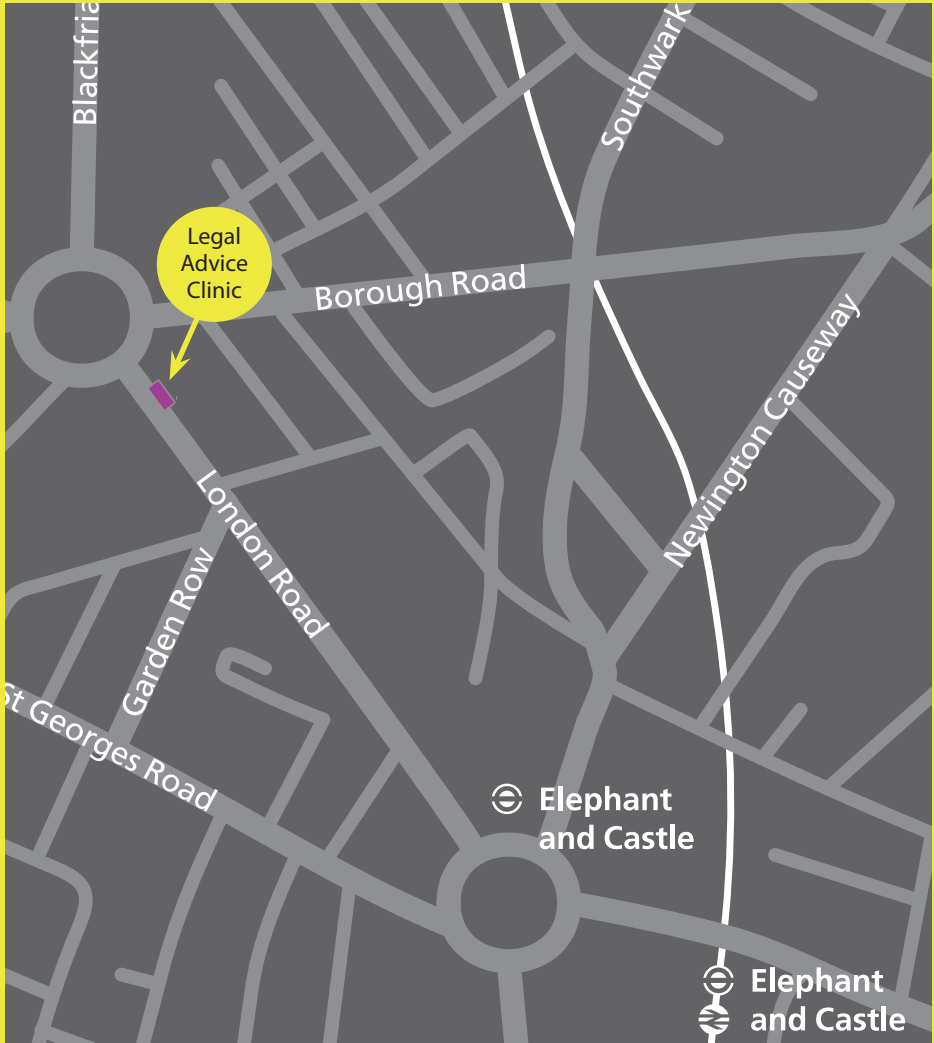 Blackfria
Southwark
Legal
Advice
Clinic
Borough Road
Newington Causeway
London Road
Garden Row
St Georges Road
Elephant
and Castle
Elephant
and Castle